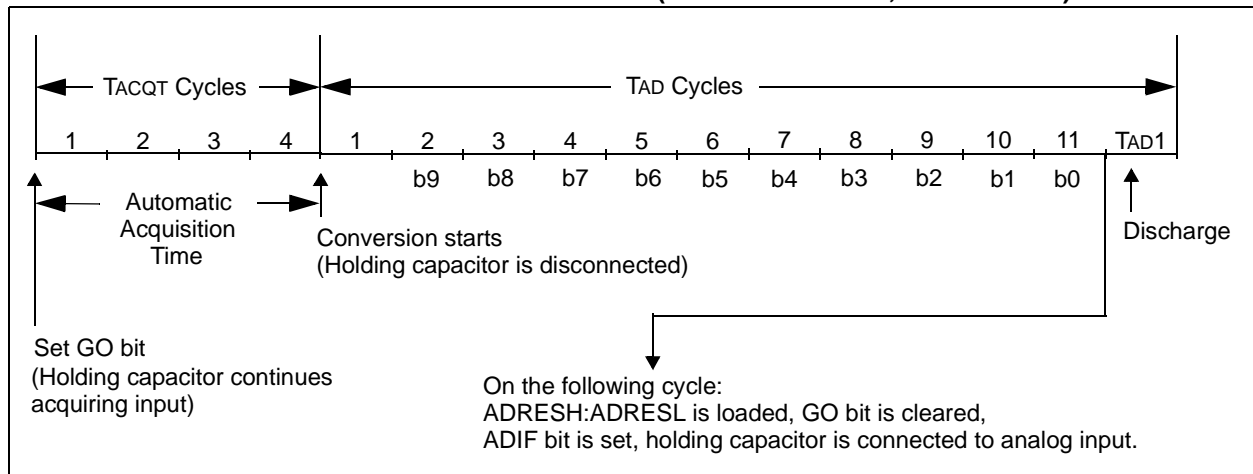 TACQT Cycles
TAD Cycles
1 2 3 4 1 2 3 4 5 6 7 8 9 10 11 TAD1
b9 b8 b7 b6 b5 b4 b3 b2 b1 b0
Automatic
Acquisition
Time
Conversion starts
(Holding capacitor is disconnected)
Discharge
Set GO bit
(Holding capacitor continues
acquiring input)
On the following cycle:
ADRESH:ADRESL is loaded, GO bit is cleared,
ADIF bit is set, holding capacitor is connected to analog input.